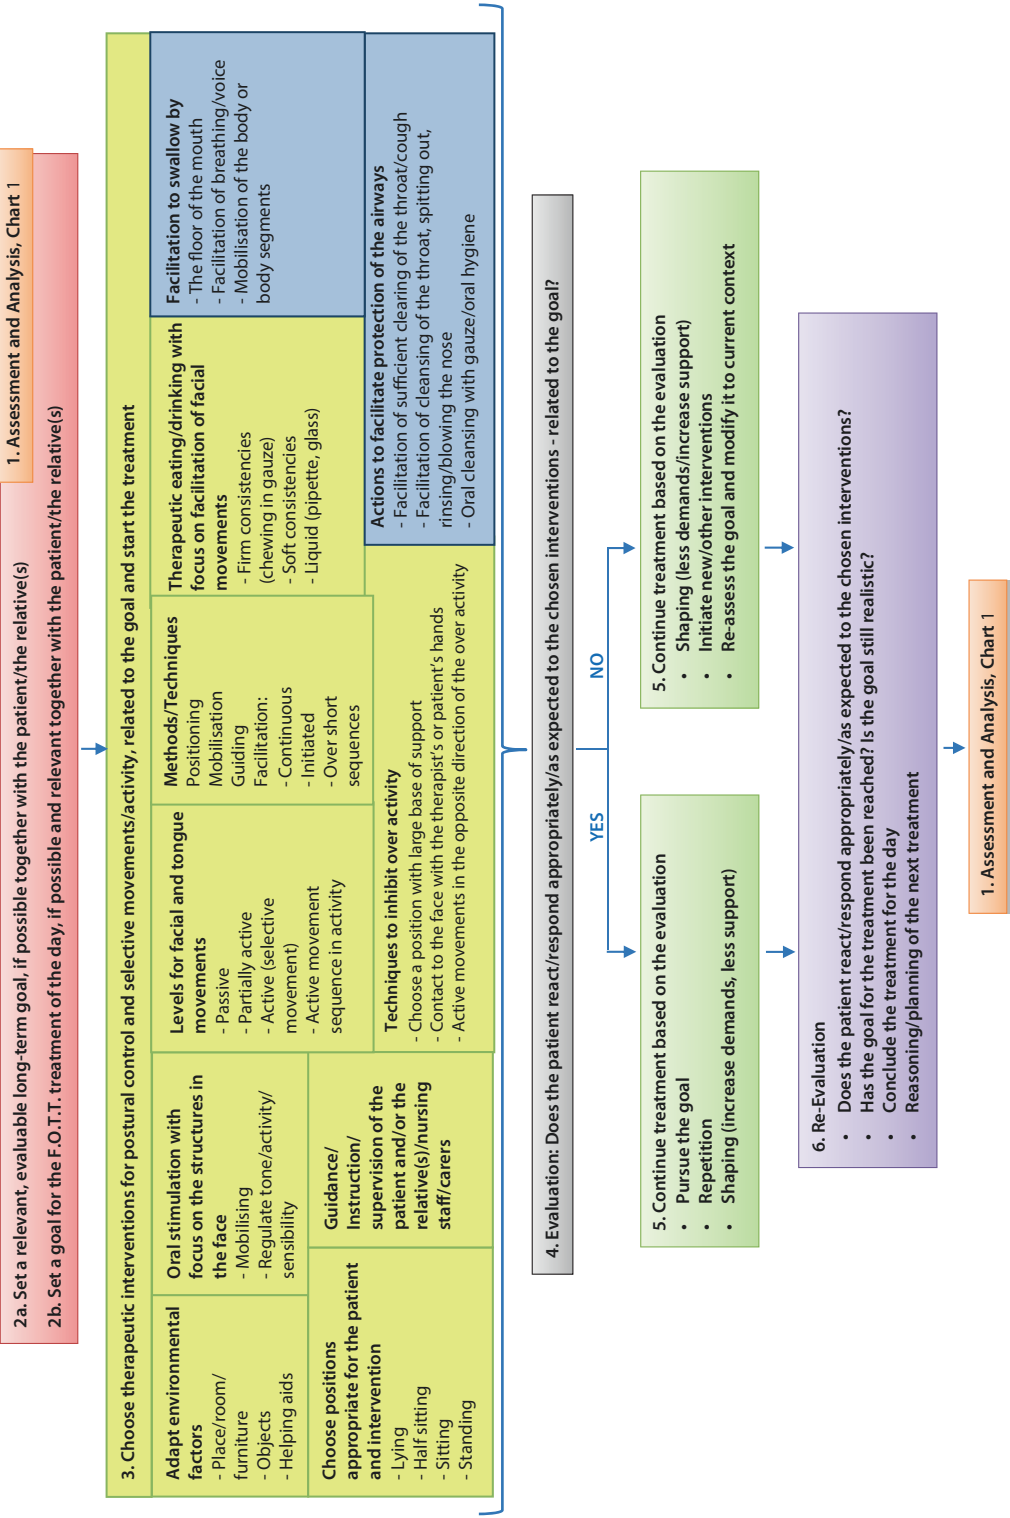 1. Assessment and Analysis, Chart 1
2a. Set a relevant, evaluable long-term goal, if possible together with the patient/the relative(s)
2b. Set a goal for the F.O.T.T. treatment of the day, if possible and relevant together with the patient/the relative(s)
3. Choose therapeutic interventions for postural control and selective movements/activity, related to the goal and start the treatment
Adapt environmental
factors
- Place/room/
furniture
- Objects
- Helping aids
Oral stimulation with
focus on the structures in
the face
- Mobilising
- Regulate tone/activity/
sensibility
Levels for facial and tongue
movements
- Passive
- Partially active
- Active (selective
movement)
- Active movement
sequence in activity
Methods/Techniques
Positioning
Mobilisation
Guiding
Facilitation:
- Continuous
- Initiated
- Over short
sequences
Therapeutic eating/drinking with
focus on facilitation of facial
movements
- Firm consistencies
(chewing in gauze)
- Soft consistencies
- Liquid (pipette, glass)
Facilitation to swallow by
- The floor of the mouth
- Facilitation of breathing/voice
- Mobilisation of the body or
body segments
Choose positions
appropriate for the patient
and intervention
- Lying
- Half sitting
- Sitting
- Standing
Guidance/
Instruction/
supervision of the
patient and/or the
relative(s)/nursing
staff/carers
Techniques to inhibit over activity
- Choose a position with large base of support
- Contact to the face with the therapist's or patient's hands
- Active movements in the opposite direction of the over activity
Actions to facilitate protection of the airways
- Facilitation of sufficient clearing of the throat/cough
- Facilitation of cleansing of the throat, spitting out,
rinsing/blowing the nose
- Oral cleansing with gauze/oral hygiene
4. Evaluation: Does the patient react/respond appropriately/as expected to the chosen interventions - related to the goal?
YES
NO
5. Continue treatment based on the evaluation
• Pursue the goal
• Repetition
• Shaping (increase demands, less support)
5. Continue treatment based on the evaluation
• Shaping (less demands/increase support)
• Initiate new/other interventions
• Re-assess the goal and modify it to current context
6. Re-Evaluation
• Does the patient react/respond appropriately/as expected to the chosen interventions?
• Has the goal for the treatment been reached? Is the goal still realistic?
• Conclude the treatment for the day
• Reasoning/planning of the next treatment
1. Assessment and Analysis, Chart 1